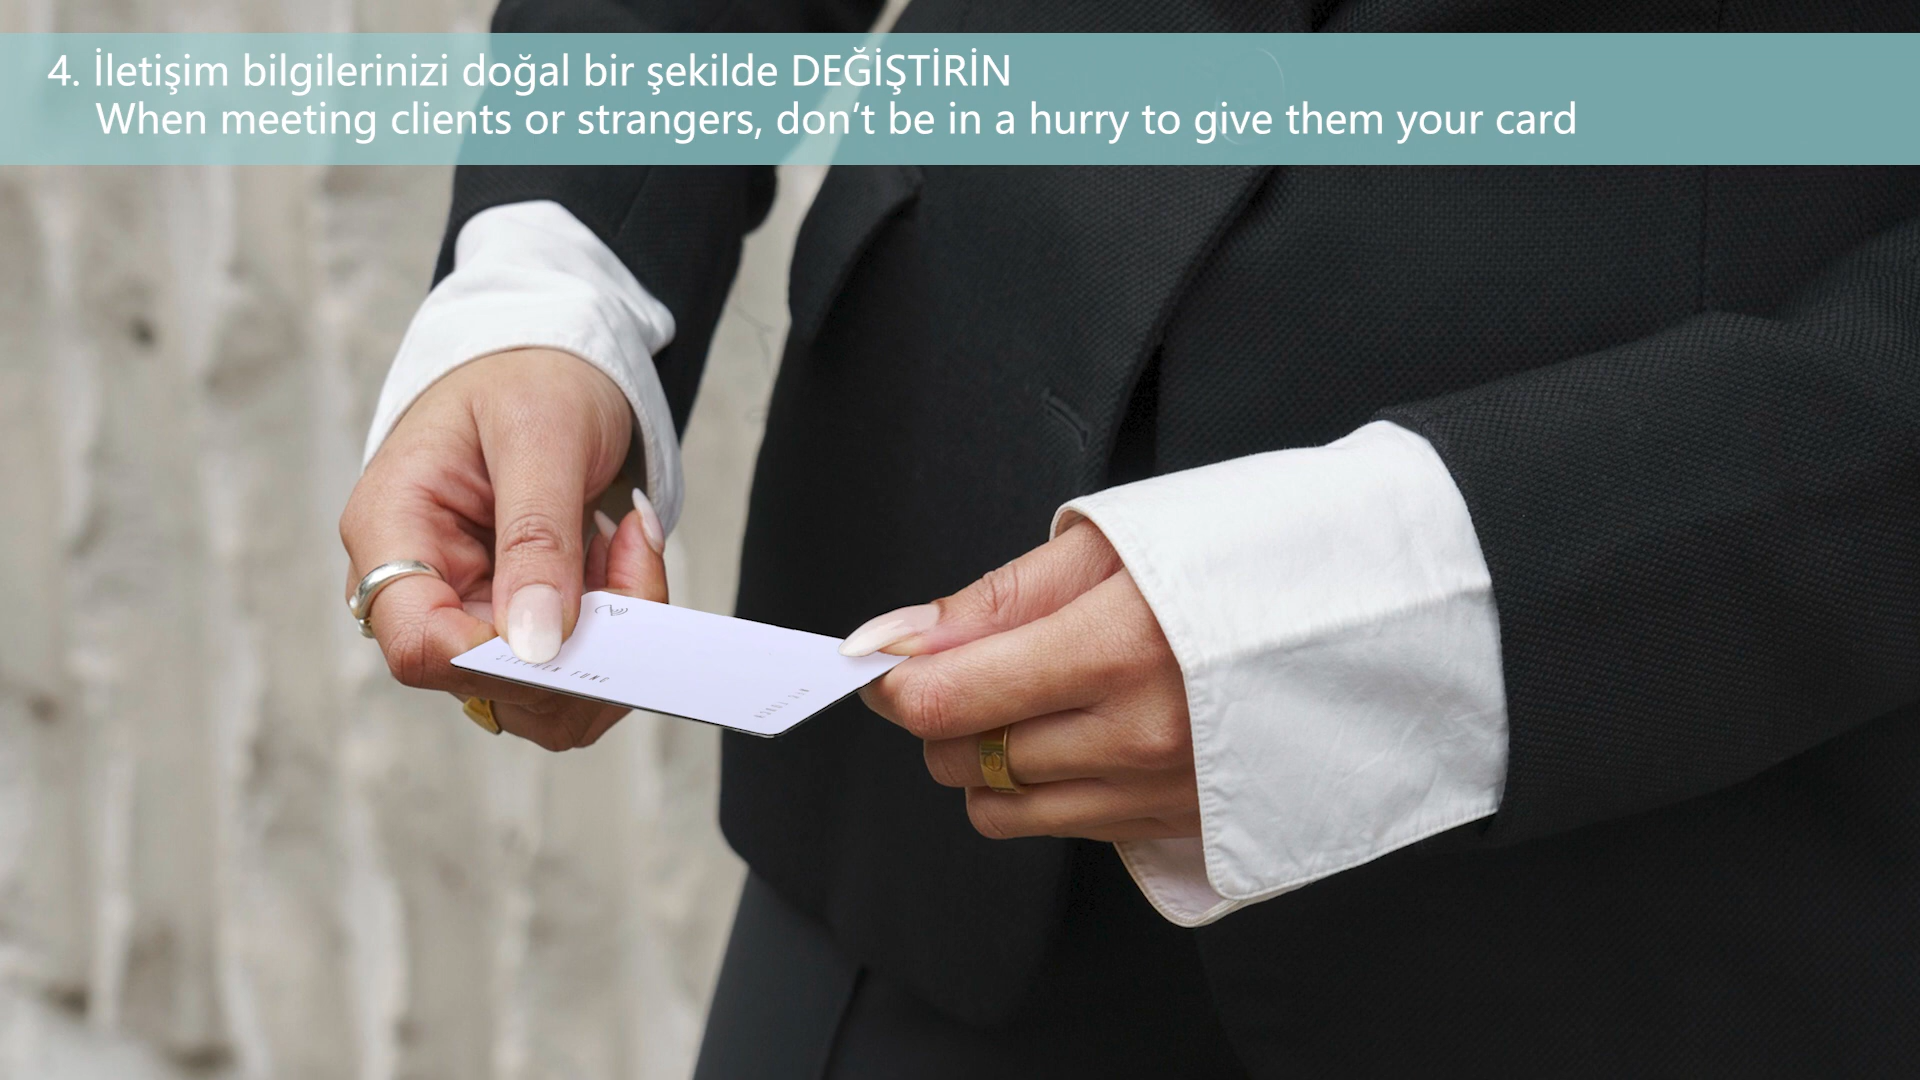 4. İletişim bilgilerinizi doğal bir şekilde DEĞİŞTİRİN
When meeting clients or strangers, don’t be in a hurry to give them your card
FUNG